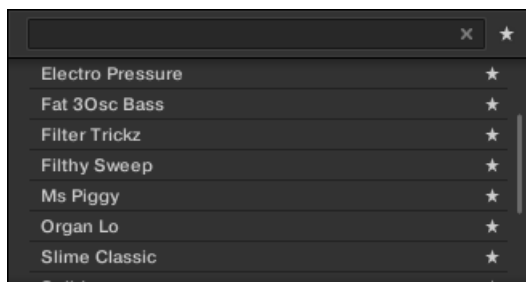 Electro Pressure
Fat 3Osc Bass
Filter Trickz
Filthy Sweep
Ms Piggy
Organ Lo
Slime Classic